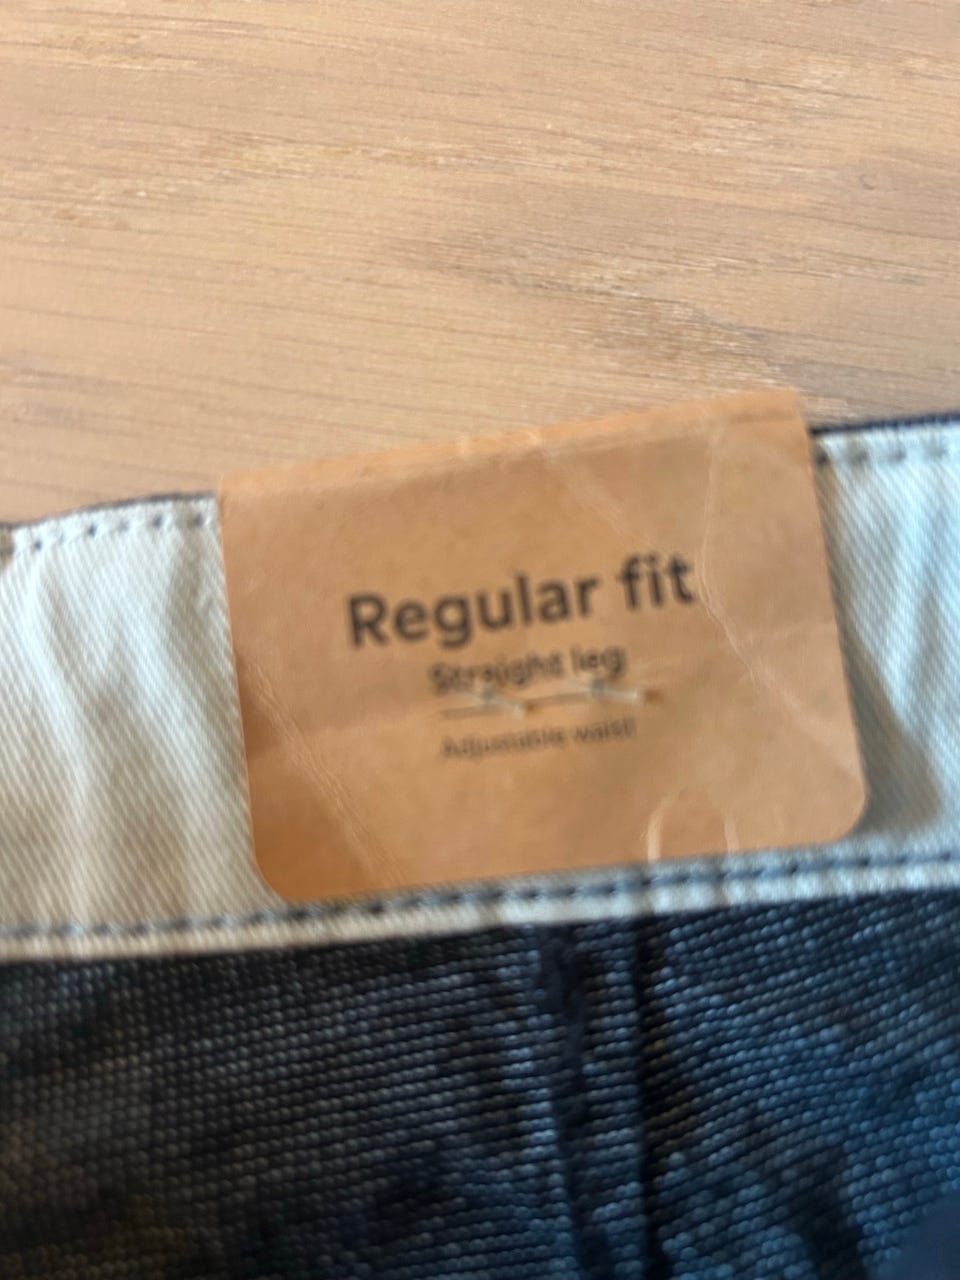 Regular fit
Straight leg
Adjustable waist